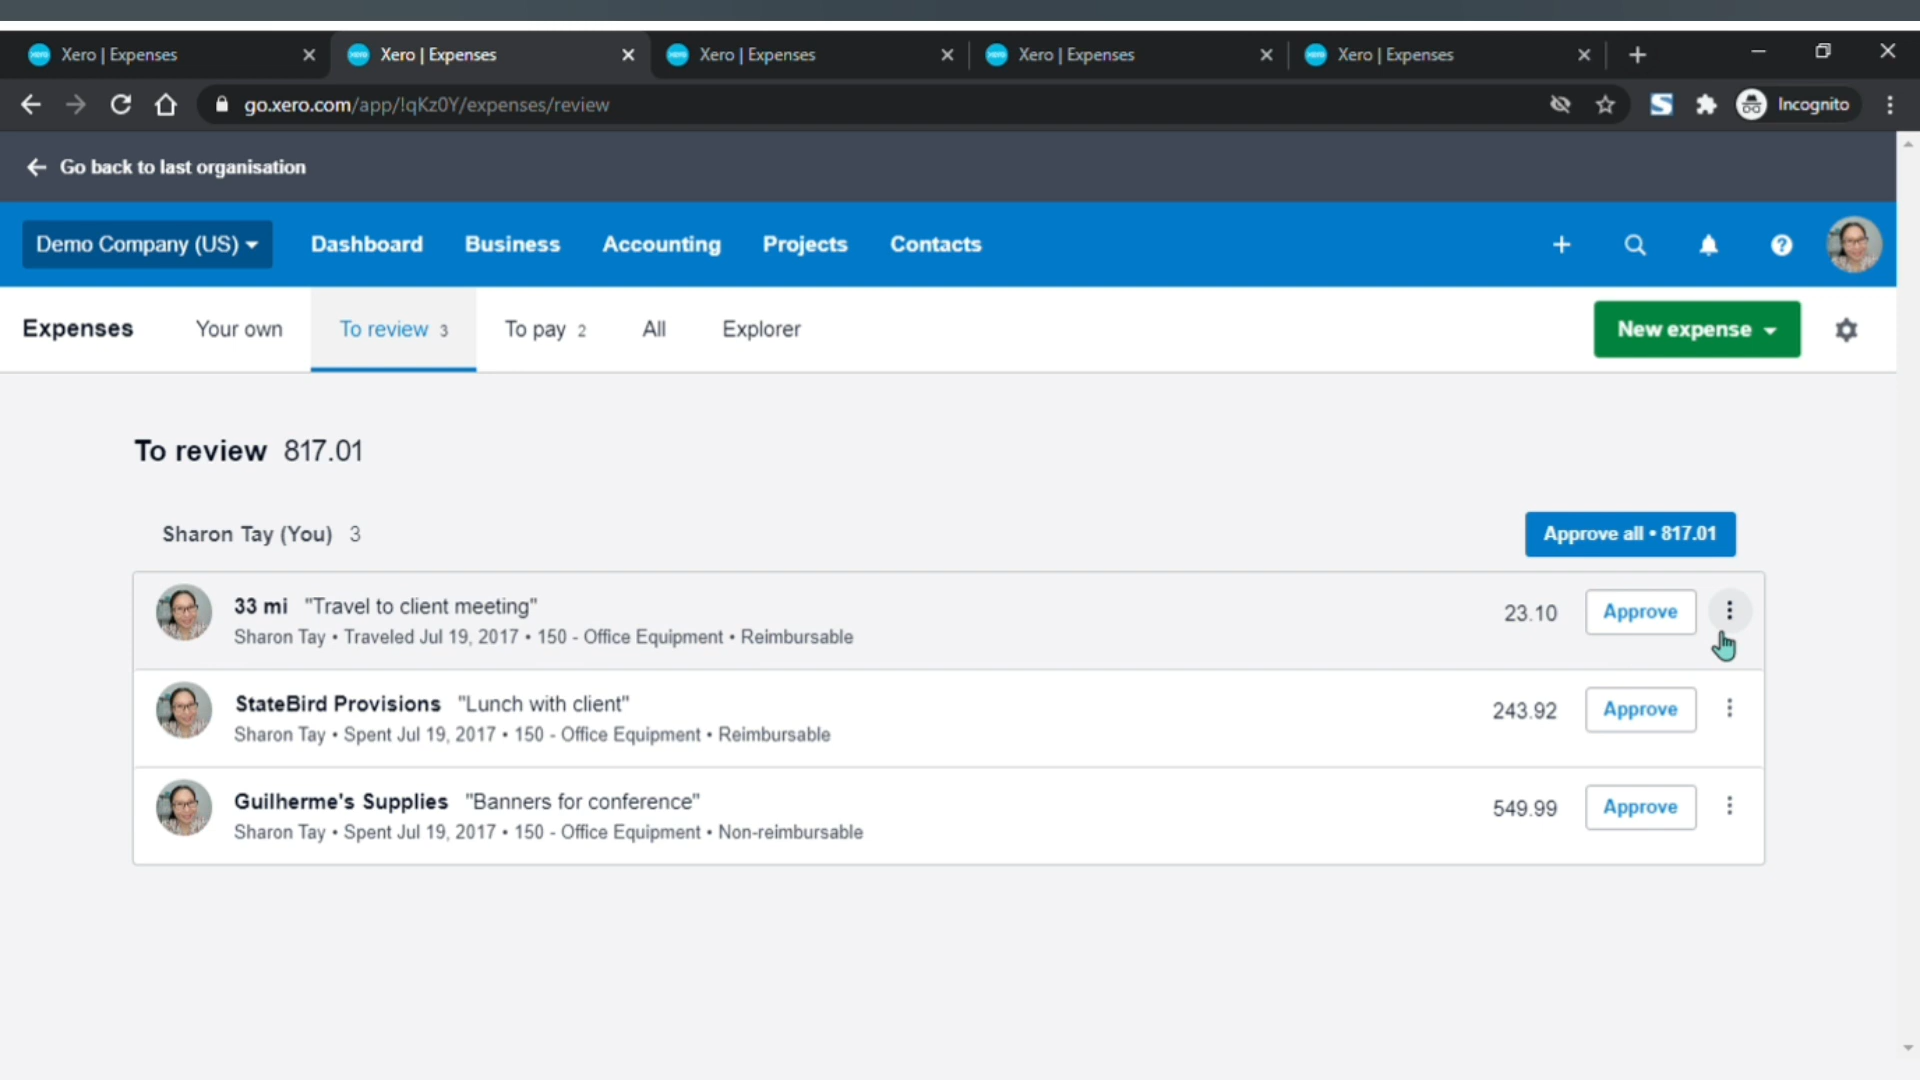 Xero | Expenses
Xero | Expenses
Xero | Expenses
Xero | Expenses
Xero | Expenses
go.xero.com/app/!qKz0Y/expenses/review
Incognito
Go back to last organisation
Demo Company (US)
Dashboard
Business
Accounting
Projects
Contacts
Expenses
Your own
To review 3
To pay 2
All
Explorer
New expense
To review 817.01
Sharon Tay (You) 3
Approve all • 817.01
33 mi "Travel to client meeting"
Sharon Tay • Traveled Jul 19, 2017 • 150 - Office Equipment • Reimbursable
23.10
Approve
StateBird Provisions "Lunch with client"
Sharon Tay • Spent Jul 19, 2017 • 150 - Office Equipment • Reimbursable
243.92
Approve
Guilherme's Supplies "Banners for conference"
Sharon Tay • Spent Jul 19, 2017 • 150 - Office Equipment • Non-reimbursable
549.99
Approve